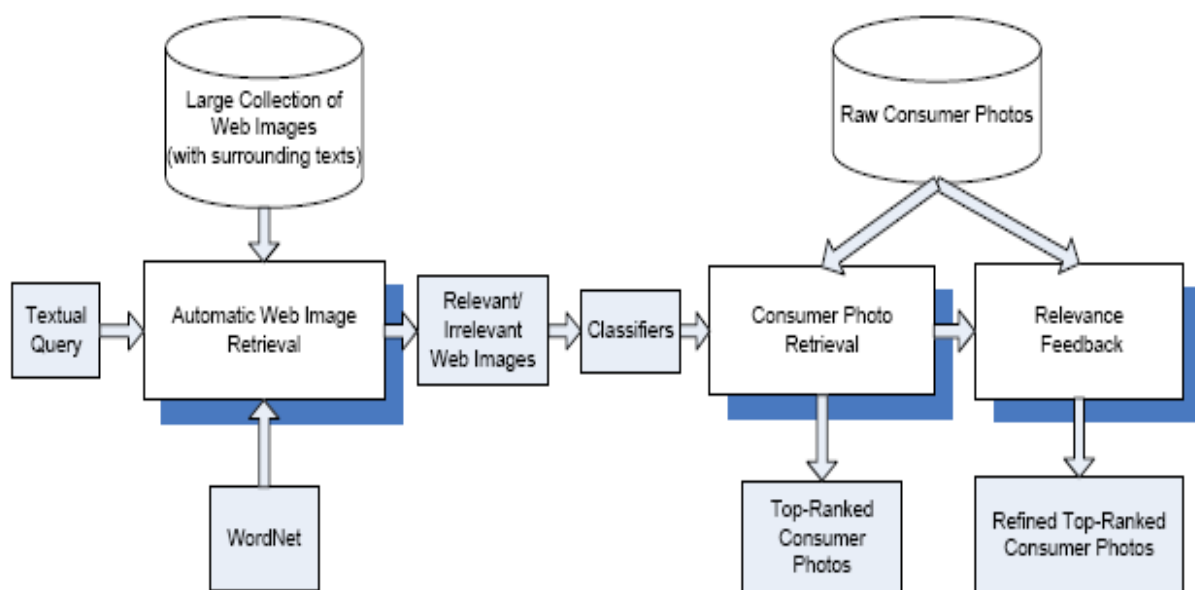 Large Collection of
Web Images
(with surrounding texts)
Raw Consumer Photos
Textual
Query
Automatic Web Image
Retrieval
Relevant/
Irrelevant
Web Images
Classifiers
Consumer Photo
Retrieval
Relevance
Feedback
WordNet
Top-Ranked
Consumer
Photos
Refined Top-Ranked
Consumer Photos